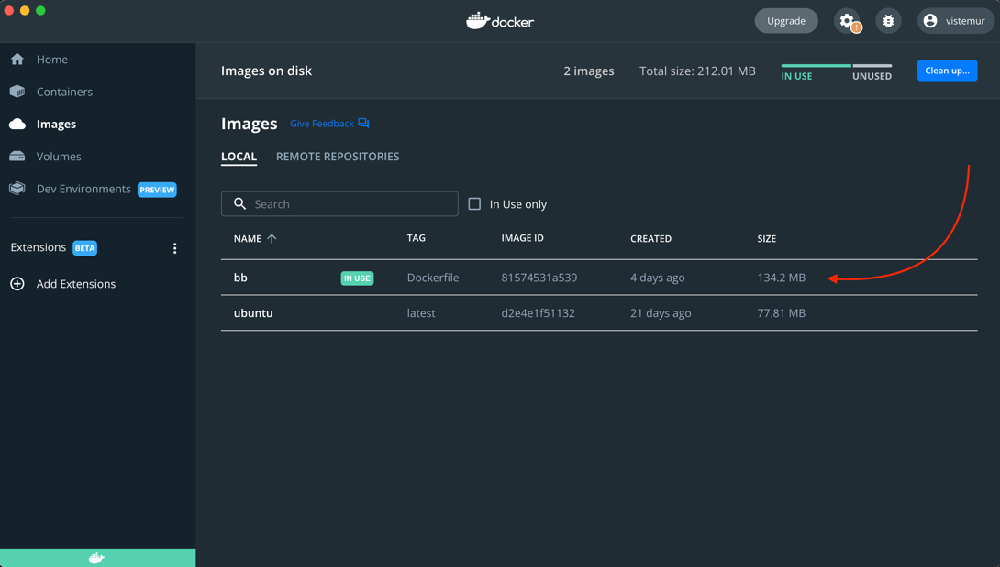 docker
Upgrade
!
vistemur
Home
Containers
Images
Volumes
Dev Environments PREVIEW
Extensions BETA
Add Extensions
Images on disk 2 images Total size: 212.01 MB IN USE UNUSED Clean up...
Images Give Feedback
LOCAL REMOTE REPOSITORIES
Search In Use only
NAME TAG IMAGE ID CREATED SIZE
bb IN USE Dockerfile 81574531a539 4 days ago 134.2 MB
ubuntu latest d2e4e1f51132 21 days ago 77.81 MB